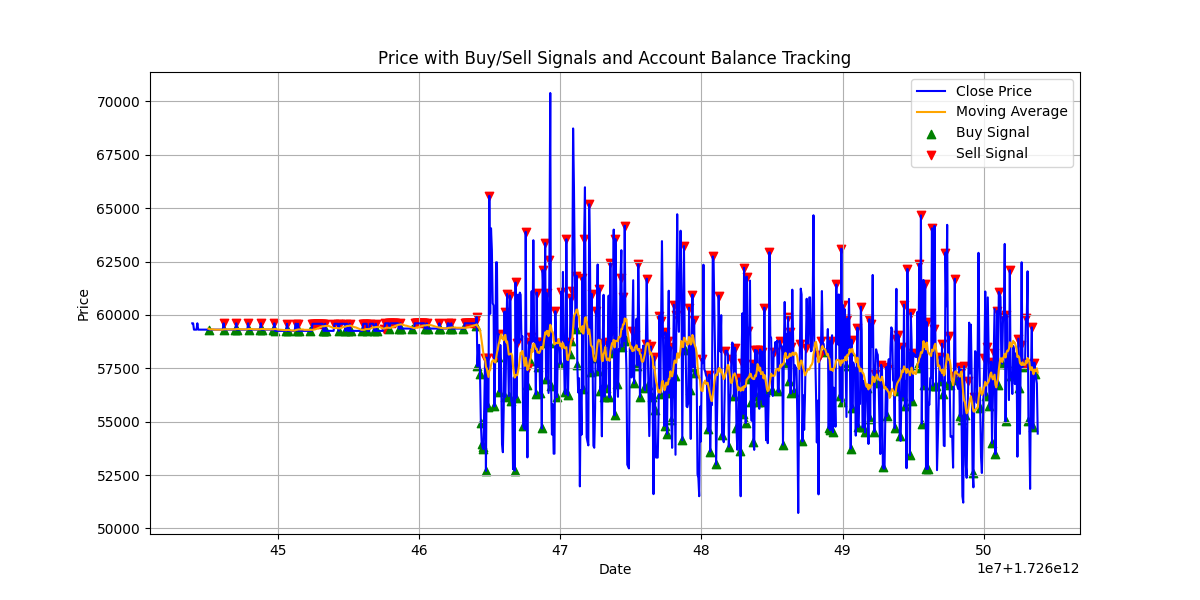 Price with Buy/Sell Signals and Account Balance Tracking
70000
67500
65000
62500
60000
57500
55000
52500
50000
Price
Close Price
Moving Average
Buy Signal
Sell Signal
45
46
47
48
49
50
Date
1e7+1.726e12